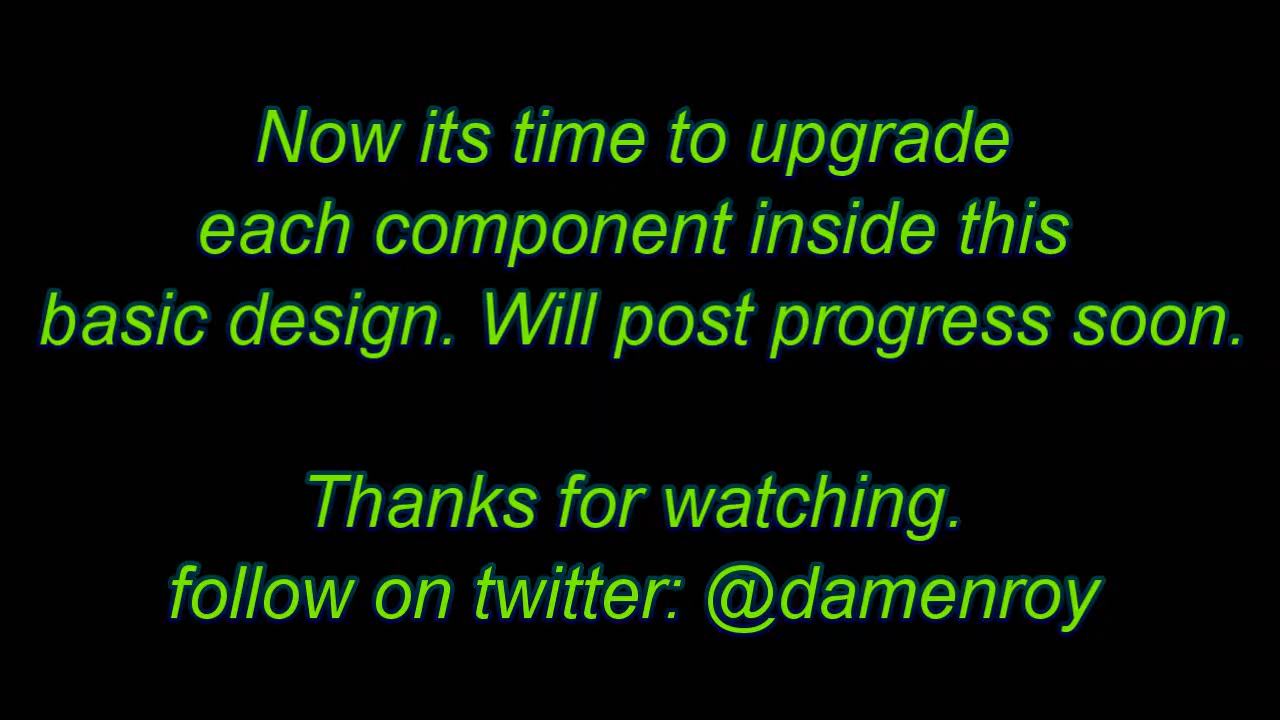 Now its time to upgrade
each component inside this
basic design. Will post progress soon.
Thanks for watching.
follow on twitter: @damenroy